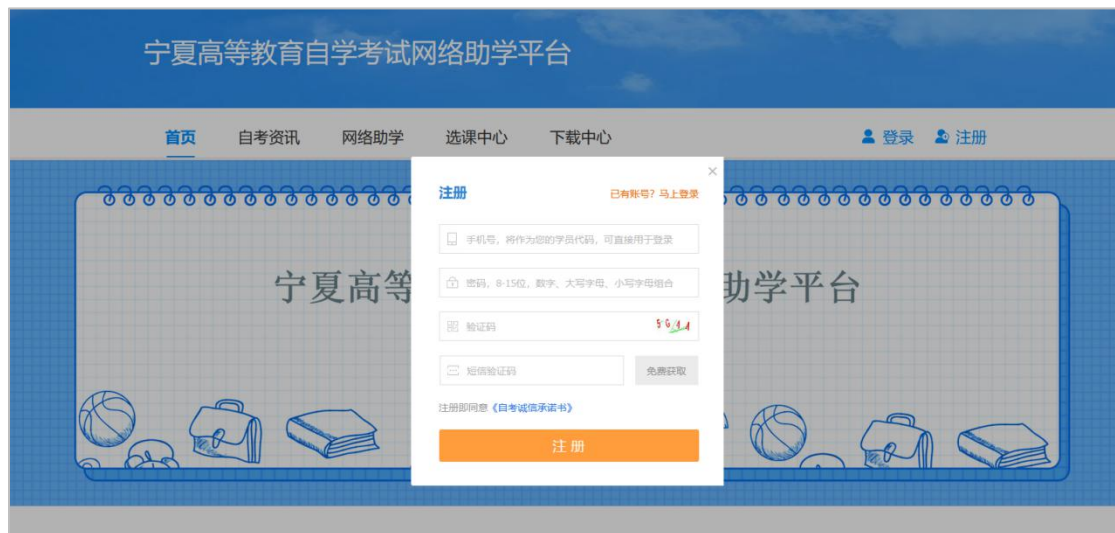 宁夏高等教育自学考试网络助学平台
首页 自考资讯 网络助学 选课中心 下载中心 登录 注册
注册 已有账号？马上登录
手机号，将作为您的学员代码，可直接用于登录
宁夏高等 助学平台
密码，8-15位，数字、大写字母、小写字母组合
验证码
短信验证码 免费获取
注册即同意《自考诚信承诺书》
注 册